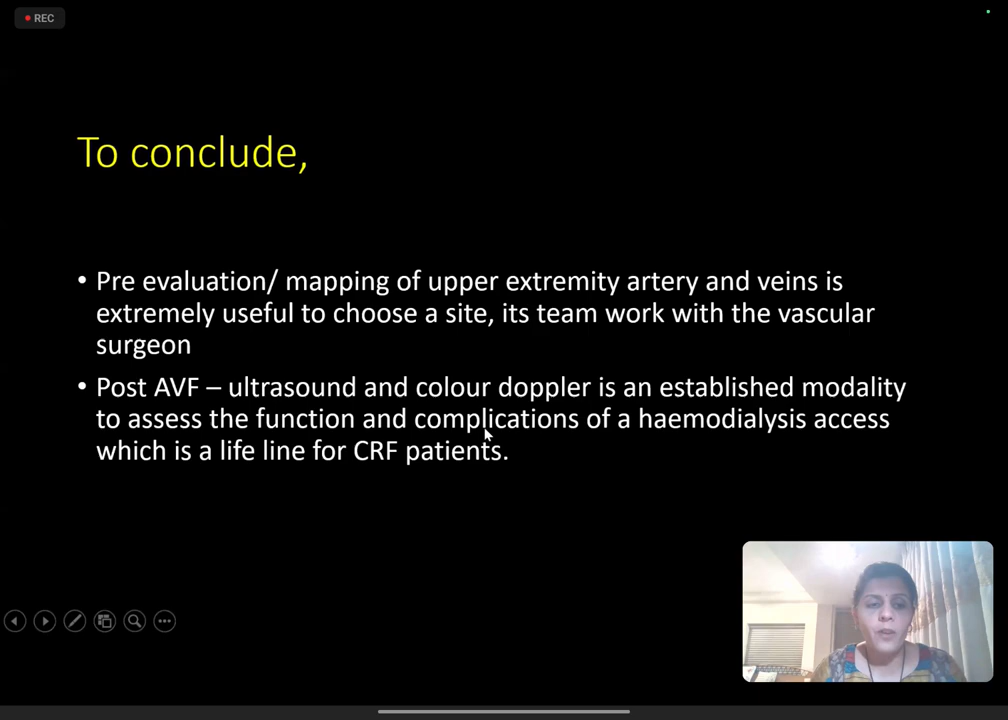 REC
To conclude,
• Pre evaluation/ mapping of upper extremity artery and veins is
extremely useful to choose a site, its team work with the vascular
surgeon
• Post AVF – ultrasound and colour doppler is an established modality
to assess the function and complications of a haemodialysis access
which is a life line for CRF patients.